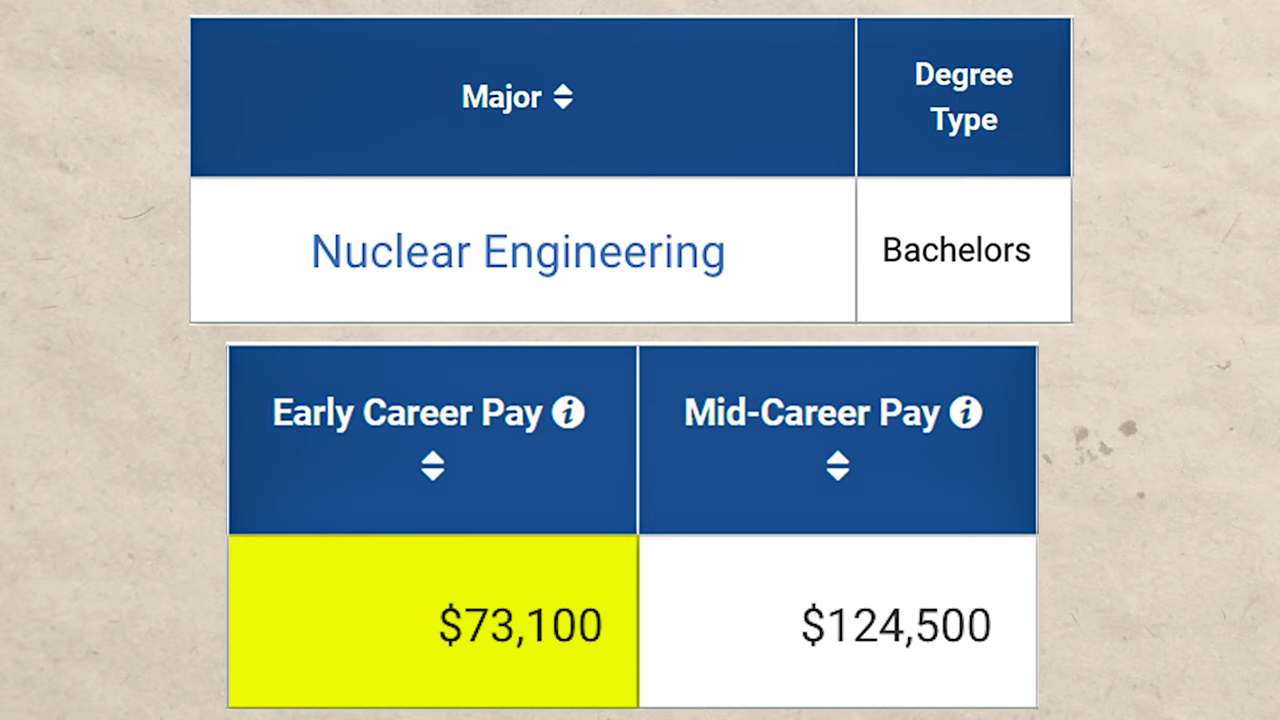 Major
Degree
Type
Nuclear Engineering
Bachelors
Early Career Pay
Mid-Career Pay
$73,100
$124,500